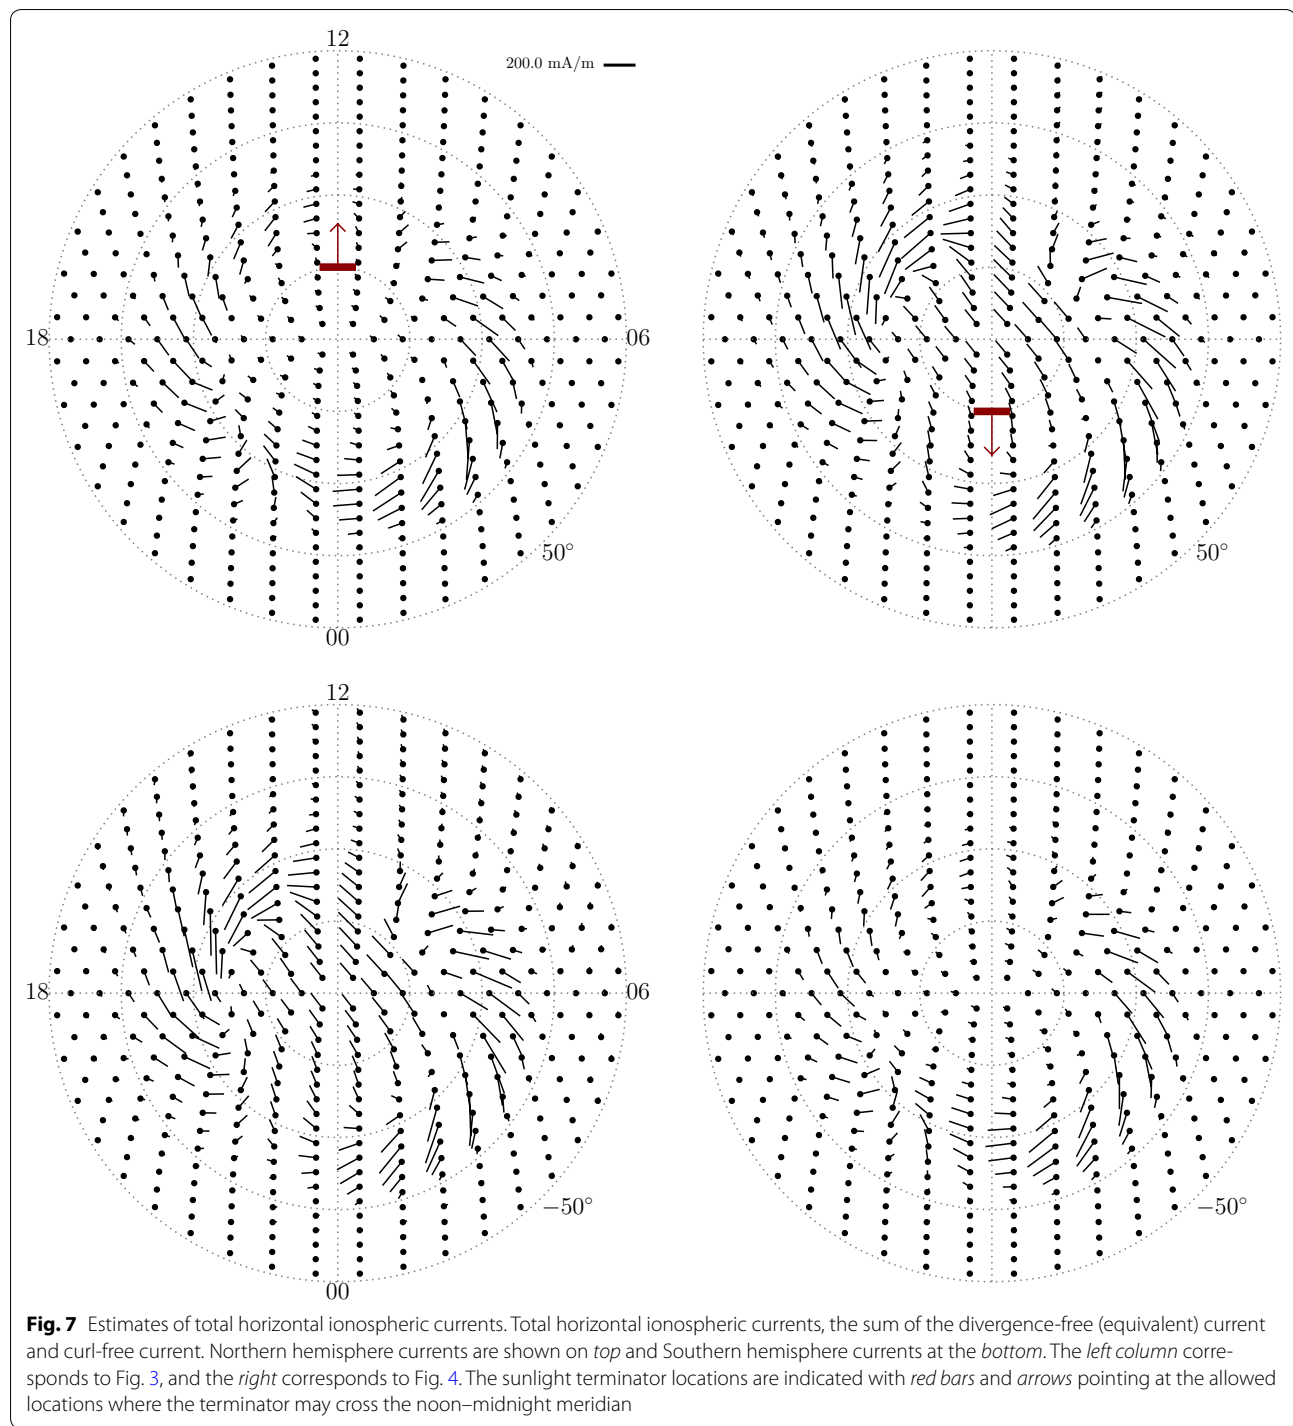 12
200.0 mA/m
18
06
06
50°
50°
00
12
18
06
−50°
−50°
00
Fig. 7 Estimates of total horizontal ionospheric currents. Total horizontal ionospheric currents, the sum of the divergence-free (equivalent) current
and curl-free current. Northern hemisphere currents are shown on top and Southern hemisphere currents at the bottom. The left column corre-
sponds to Fig. 3, and the right corresponds to Fig. 4. The sunlight terminator locations are indicated with red bars and arrows pointing at the allowed
locations where the terminator may cross the noon–midnight meridian